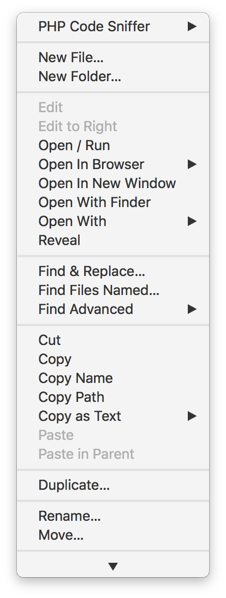 PHP Code Sniffer
New File...
New Folder...
Edit
Edit to Right
Open / Run
Open In Browser
Open In New Window
Open With Finder
Open With
Reveal
Find & Replace...
Find Files Named...
Find Advanced
Cut
Copy
Copy Name
Copy Path
Copy as Text
Paste
Paste in Parent
Duplicate...
Rename...
Move...